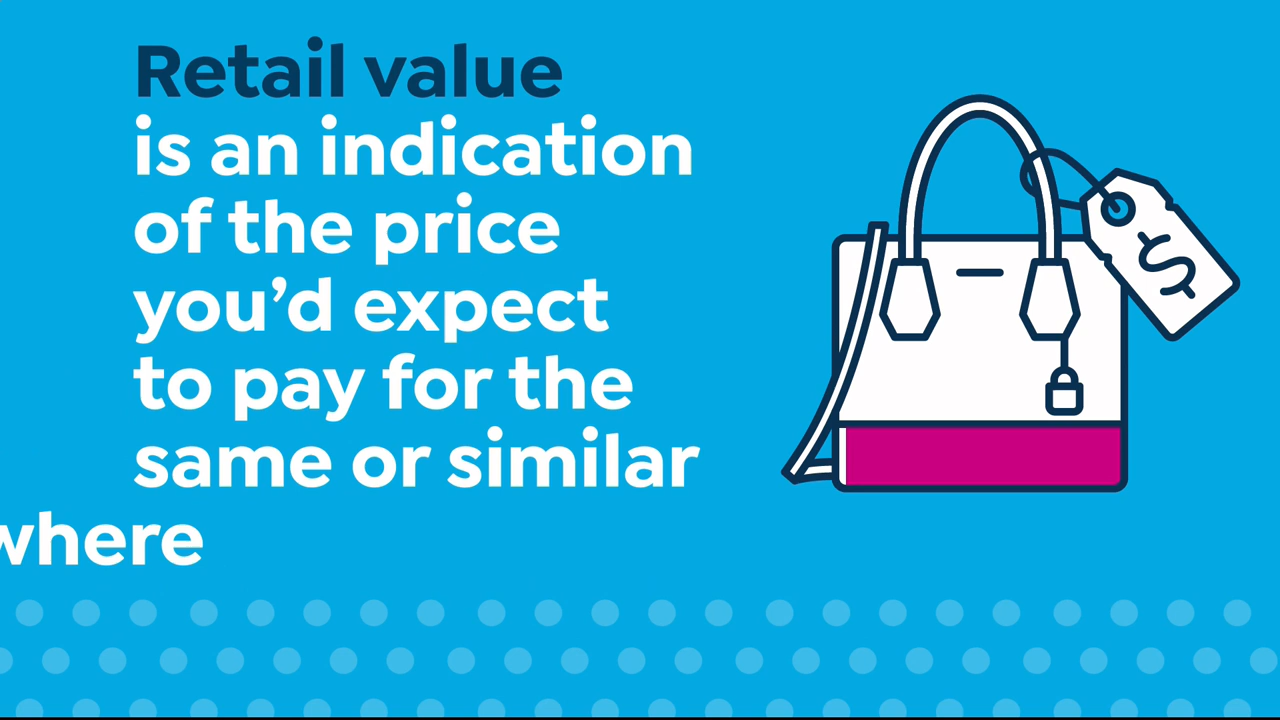 Retail value
is an indication
of the price
you'd expect
to pay for the
same or similar
where
$